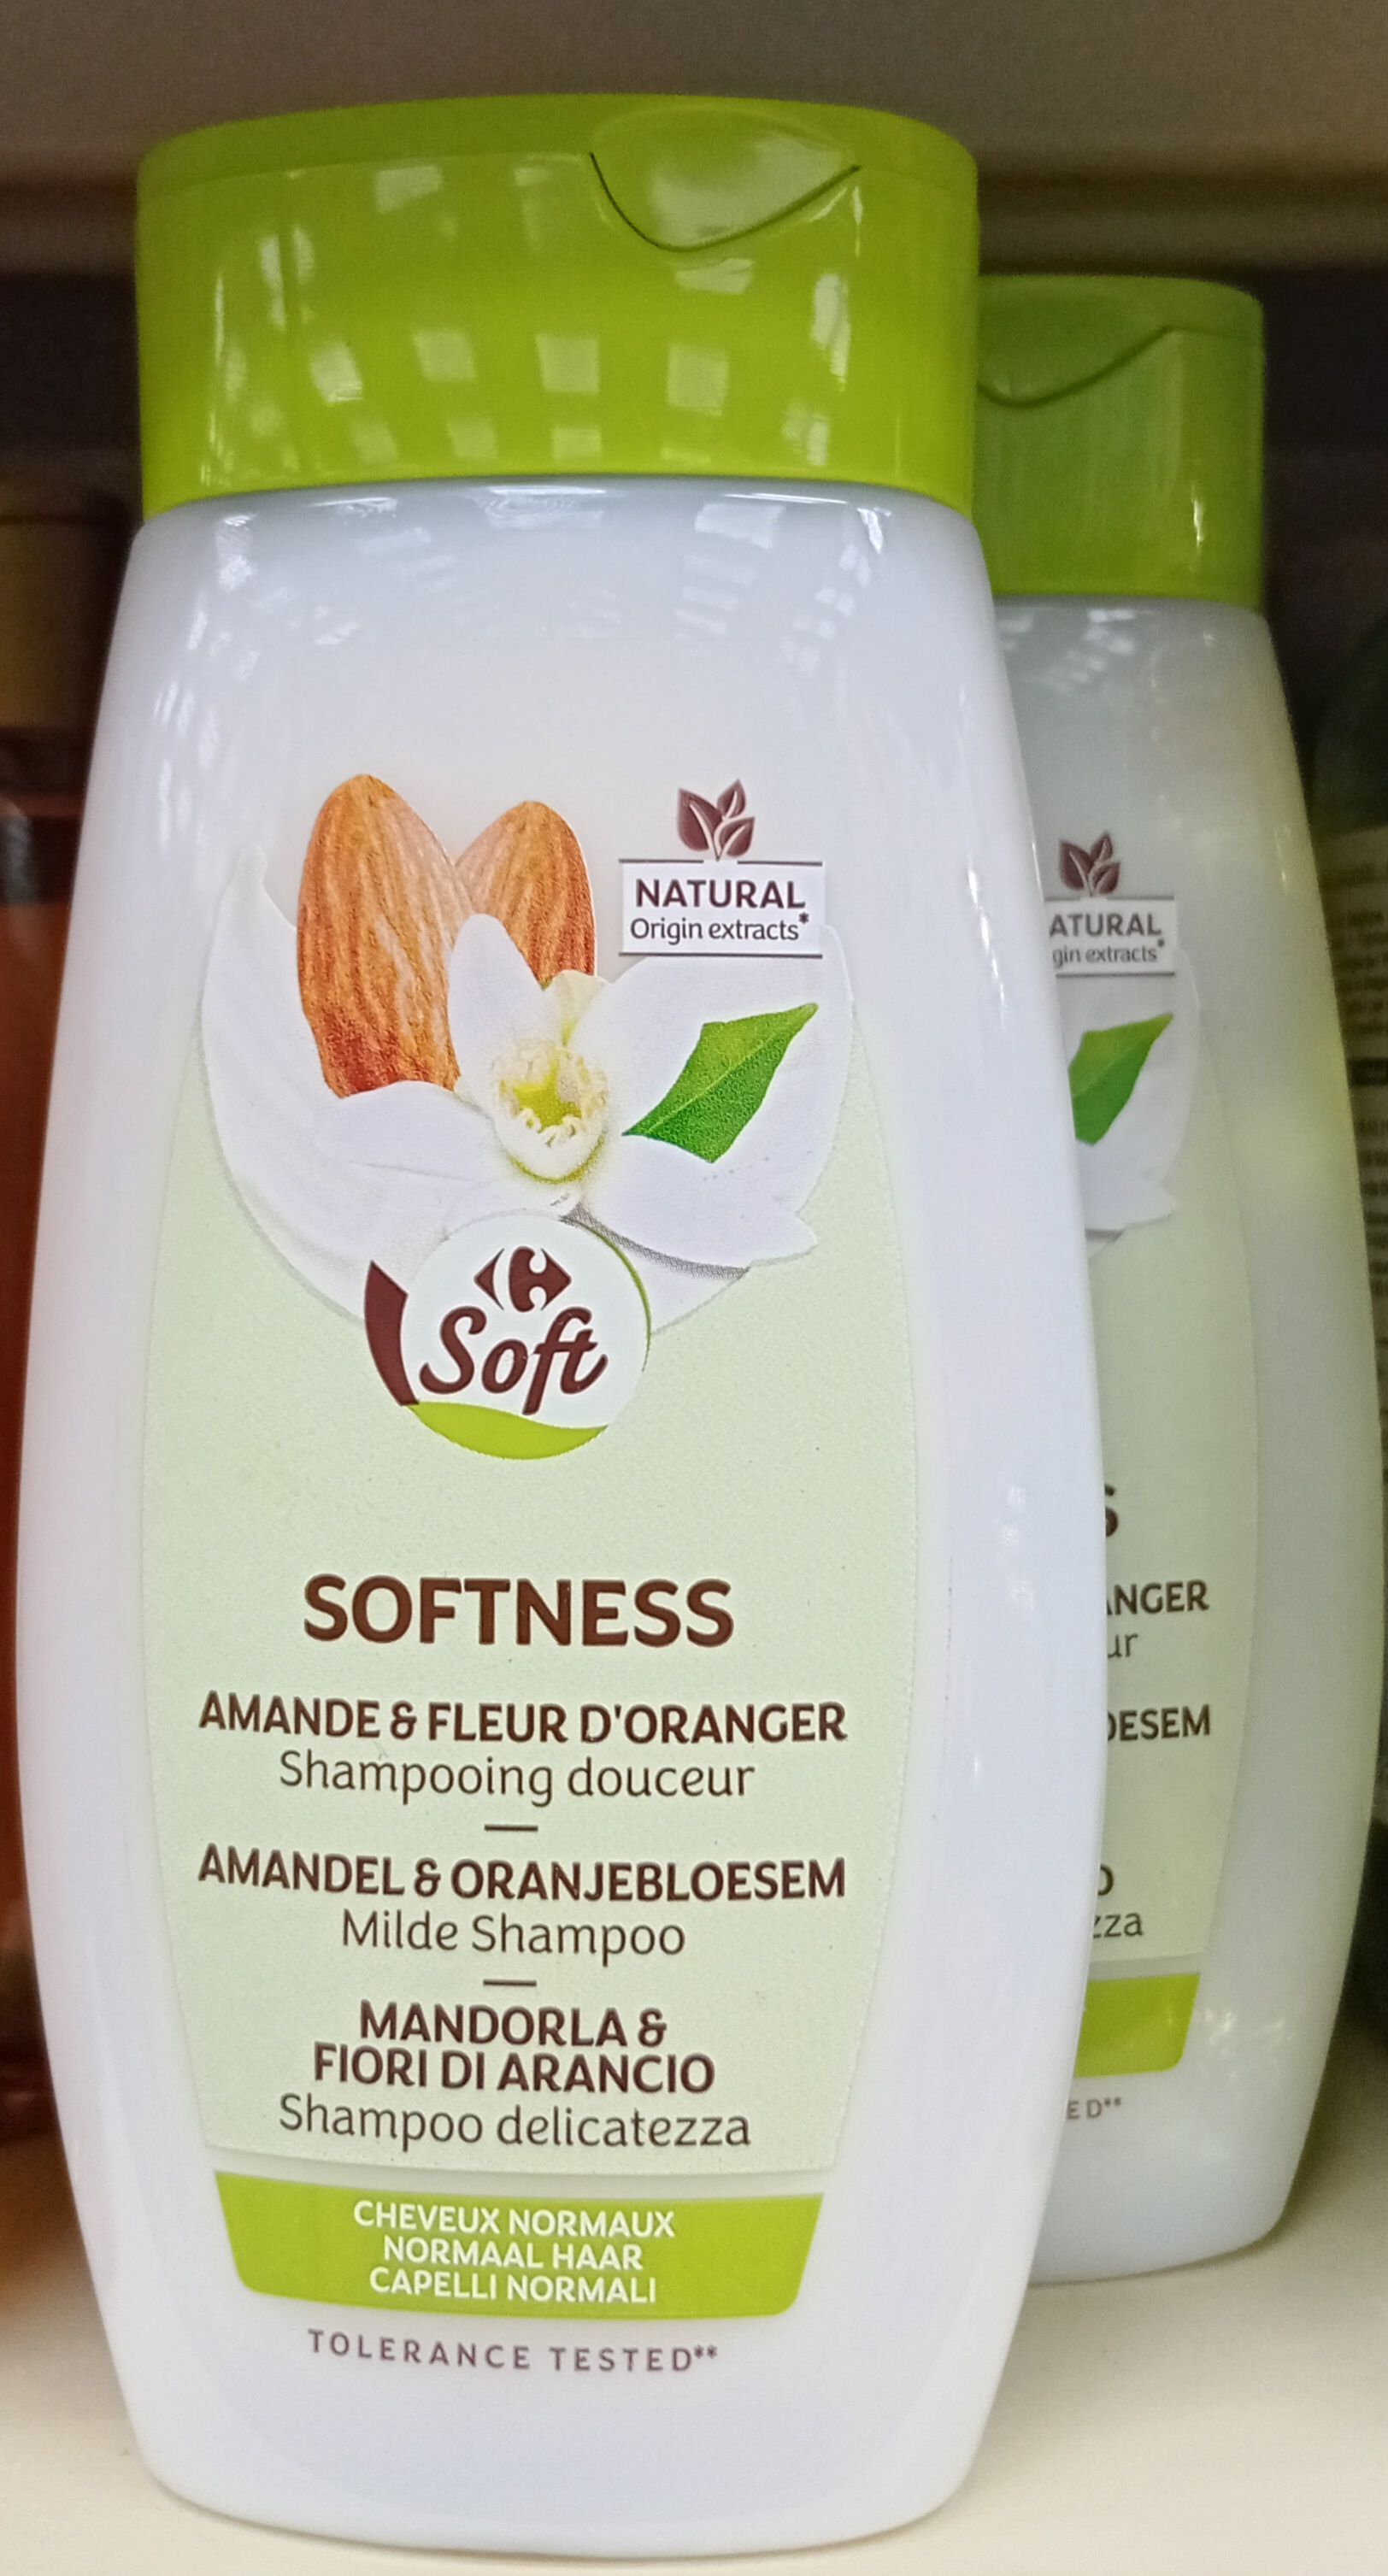 NATURAL
Origin extracts*
Soft
SOFTNESS
AMANDE & FLEUR D'ORANGER
Shampooing douceur
AMANDEL & ORANJEBLOESEM
Milde Shampoo
MANDORLA &
FIORI DI ARANCIO
Shampoo delicatezza
CHEVEUX NORMAUX
NORMAAL HAAR
CAPELLI NORMALI
TOLERANCE TESTED**
ATURAL
gin extracts*
S
ANGER
ur
OESEM
O
zza
ED**